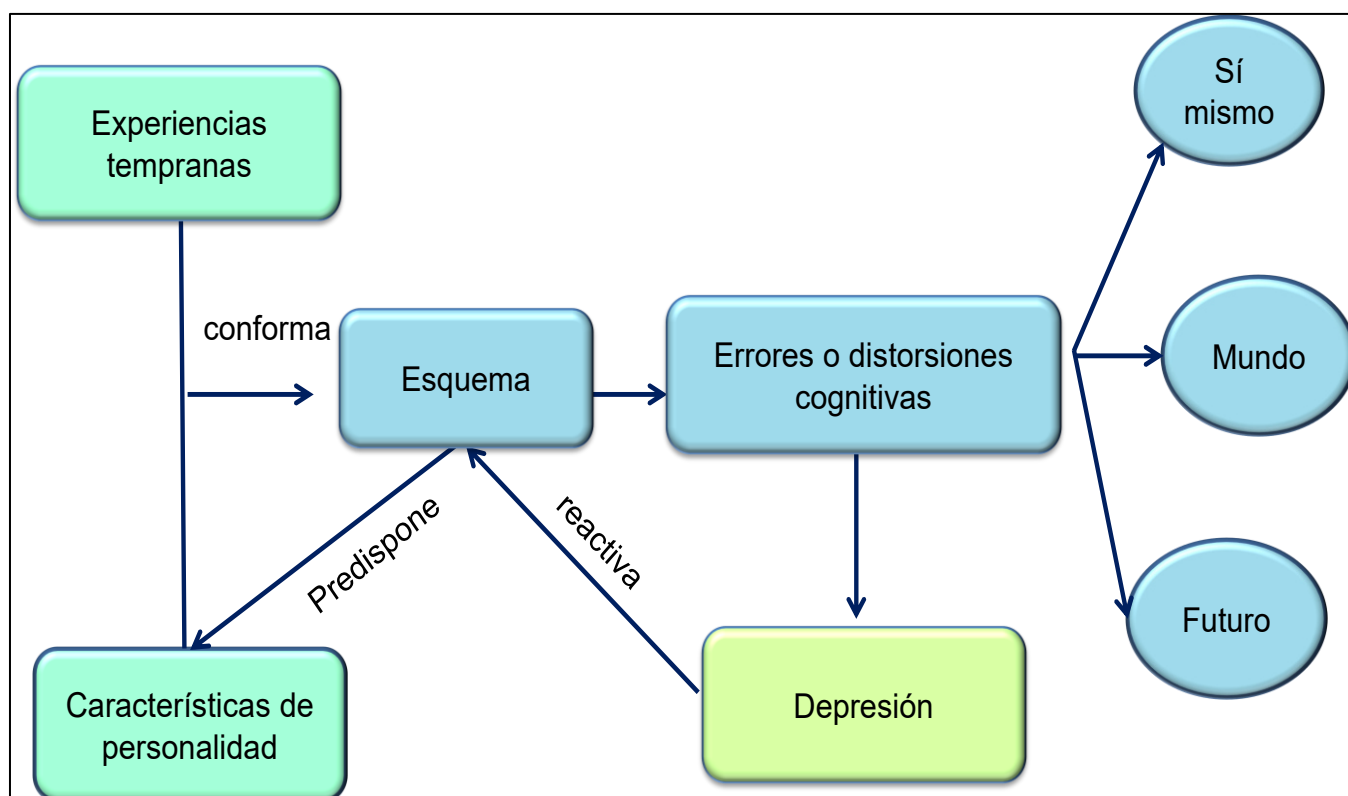 Experiencias
tempranas
conforma
Esquema
Errores o distorsiones
cognitivas
Sí
mismo
Mundo
Futuro
Predispone
reactiva
Características de
personalidad
Depresión